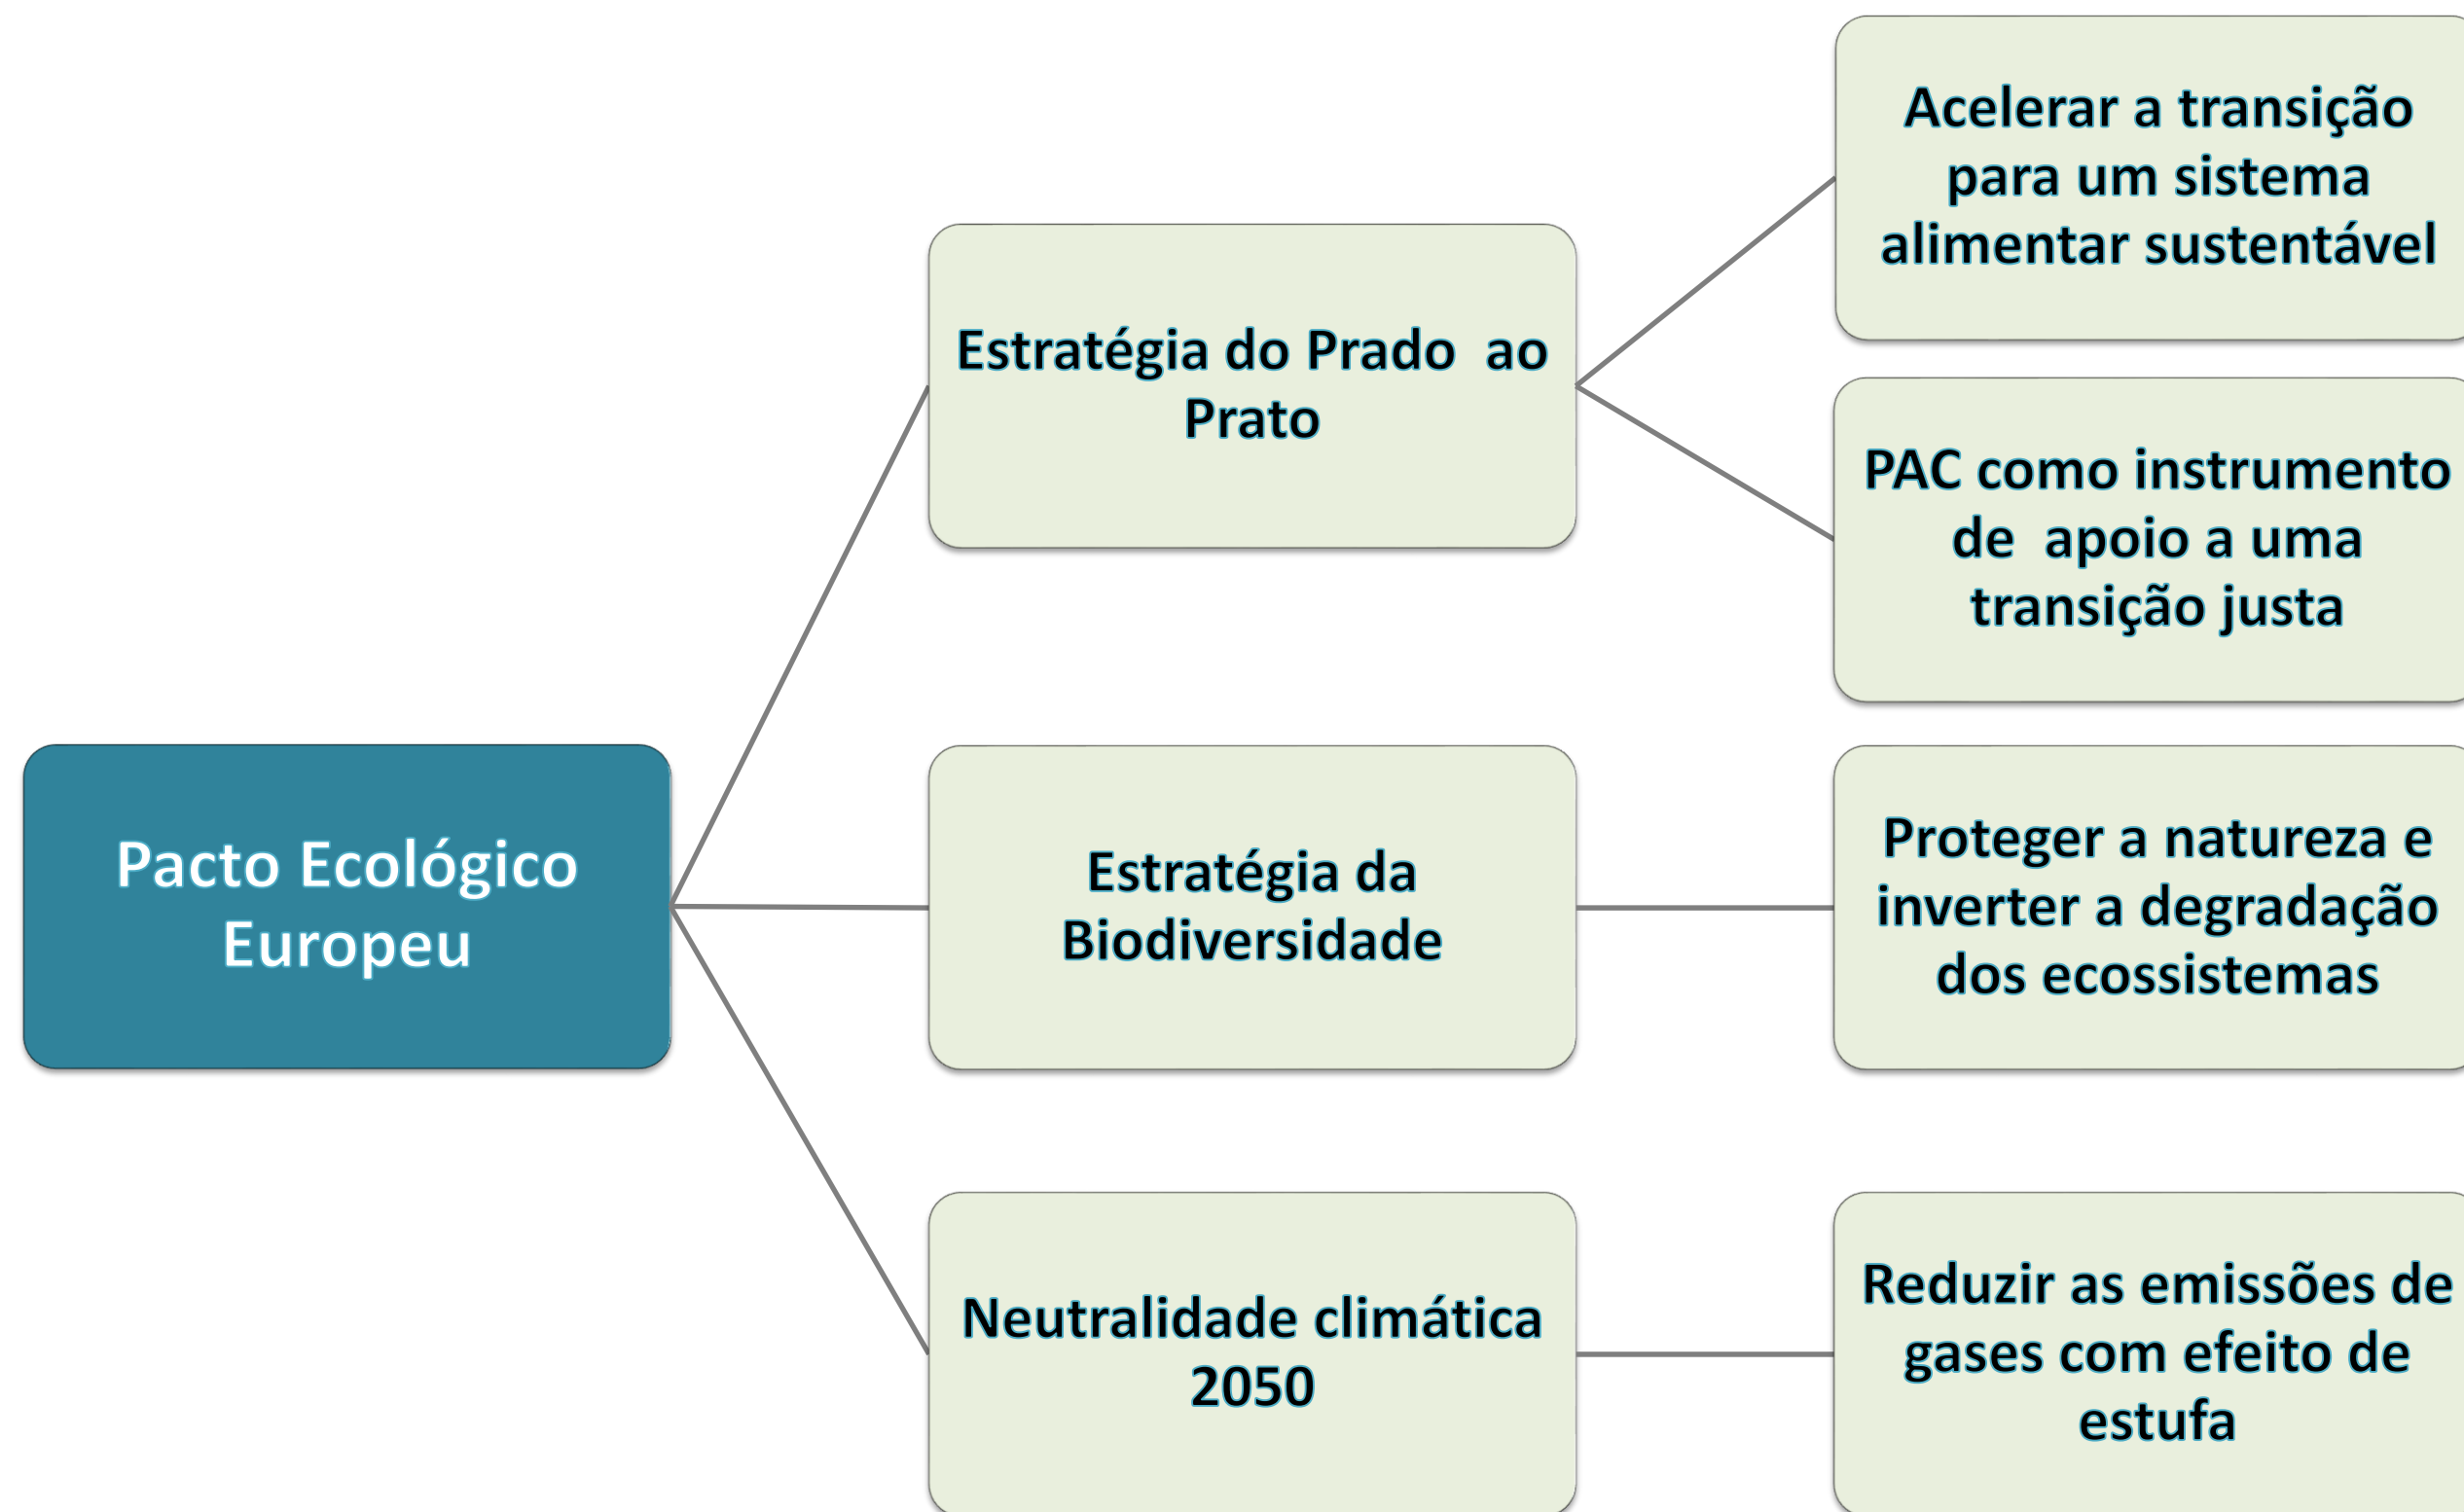 Pacto Ecológico
Europeu
Estratégia do Prado  ao
Prato
Acelerar a transição
para um sistema
alimentar sustentável
PAC como instrumento
de  apoio a uma
transição justa
Estratégia da
Biodiversidade
Proteger a natureza e
inverter a degradação
dos ecossistemas
Neutralidade climática
2050
Reduzir as emissões de
gases com efeito de
estufa